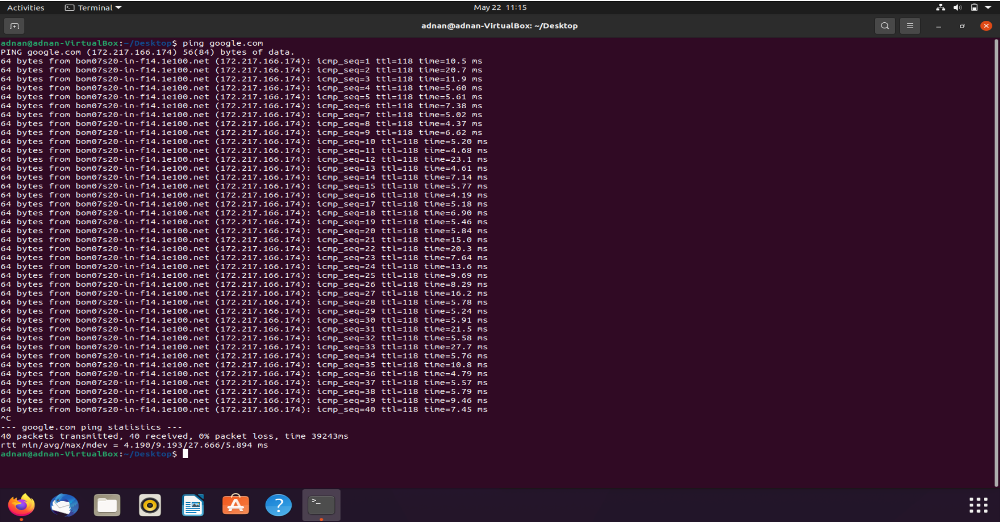 Activities Terminal May 22 11:15
adnan@adnan-VirtualBox: ~/Desktop
adnan@adnan-VirtualBox:~/Desktop$ ping google.com
PING google.com (172.217.166.174) 56(84) bytes of data.
64 bytes from bom07s20-in-f14.1e100.net (172.217.166.174): icmp_seq=1 ttl=118 time=10.5 ms
64 bytes from bom07s20-in-f14.1e100.net (172.217.166.174): icmp_seq=2 ttl=118 time=20.7 ms
64 bytes from bom07s20-in-f14.1e100.net (172.217.166.174): icmp_seq=3 ttl=118 time=11.9 ms
64 bytes from bom07s20-in-f14.1e100.net (172.217.166.174): icmp_seq=4 ttl=118 time=5.60 ms
64 bytes from bom07s20-in-f14.1e100.net (172.217.166.174): icmp_seq=5 ttl=118 time=5.61 ms
64 bytes from bom07s20-in-f14.1e100.net (172.217.166.174): icmp_seq=6 ttl=118 time=7.38 ms
64 bytes from bom07s20-in-f14.1e100.net (172.217.166.174): icmp_seq=7 ttl=118 time=5.02 ms
64 bytes from bom07s20-in-f14.1e100.net (172.217.166.174): icmp_seq=8 ttl=118 time=4.37 ms
64 bytes from bom07s20-in-f14.1e100.net (172.217.166.174): icmp_seq=9 ttl=118 time=6.62 ms
64 bytes from bom07s20-in-f14.1e100.net (172.217.166.174): icmp_seq=10 ttl=118 time=5.20 ms
64 bytes from bom07s20-in-f14.1e100.net (172.217.166.174): icmp_seq=11 ttl=118 time=4.68 ms
64 bytes from bom07s20-in-f14.1e100.net (172.217.166.174): icmp_seq=12 ttl=118 time=23.1 ms
64 bytes from bom07s20-in-f14.1e100.net (172.217.166.174): icmp_seq=13 ttl=118 time=4.61 ms
64 bytes from bom07s20-in-f14.1e100.net (172.217.166.174): icmp_seq=14 ttl=118 time=7.14 ms
64 bytes from bom07s20-in-f14.1e100.net (172.217.166.174): icmp_seq=15 ttl=118 time=5.77 ms
64 bytes from bom07s20-in-f14.1e100.net (172.217.166.174): icmp_seq=16 ttl=118 time=4.19 ms
64 bytes from bom07s20-in-f14.1e100.net (172.217.166.174): icmp_seq=17 ttl=118 time=5.18 ms
64 bytes from bom07s20-in-f14.1e100.net (172.217.166.174): icmp_seq=18 ttl=118 time=6.90 ms
64 bytes from bom07s20-in-f14.1e100.net (172.217.166.174): icmp_seq=19 ttl=118 time=5.46 ms
64 bytes from bom07s20-in-f14.1e100.net (172.217.166.174): icmp_seq=20 ttl=118 time=5.84 ms
64 bytes from bom07s20-in-f14.1e100.net (172.217.166.174): icmp_seq=21 ttl=118 time=15.0 ms
64 bytes from bom07s20-in-f14.1e100.net (172.217.166.174): icmp_seq=22 ttl=118 time=20.3 ms
64 bytes from bom07s20-in-f14.1e100.net (172.217.166.174): icmp_seq=23 ttl=118 time=7.64 ms
64 bytes from bom07s20-in-f14.1e100.net (172.217.166.174): icmp_seq=24 ttl=118 time=13.6 ms
64 bytes from bom07s20-in-f14.1e100.net (172.217.166.174): icmp_seq=25 ttl=118 time=9.69 ms
64 bytes from bom07s20-in-f14.1e100.net (172.217.166.174): icmp_seq=26 ttl=118 time=8.29 ms
64 bytes from bom07s20-in-f14.1e100.net (172.217.166.174): icmp_seq=27 ttl=118 time=16.2 ms
64 bytes from bom07s20-in-f14.1e100.net (172.217.166.174): icmp_seq=28 ttl=118 time=5.78 ms
64 bytes from bom07s20-in-f14.1e100.net (172.217.166.174): icmp_seq=29 ttl=118 time=5.24 ms
64 bytes from bom07s20-in-f14.1e100.net (172.217.166.174): icmp_seq=30 ttl=118 time=5.91 ms
64 bytes from bom07s20-in-f14.1e100.net (172.217.166.174): icmp_seq=31 ttl=118 time=21.5 ms
64 bytes from bom07s20-in-f14.1e100.net (172.217.166.174): icmp_seq=32 ttl=118 time=5.58 ms
64 bytes from bom07s20-in-f14.1e100.net (172.217.166.174): icmp_seq=33 ttl=118 time=27.7 ms
64 bytes from bom07s20-in-f14.1e100.net (172.217.166.174): icmp_seq=34 ttl=118 time=5.76 ms
64 bytes from bom07s20-in-f14.1e100.net (172.217.166.174): icmp_seq=35 ttl=118 time=10.8 ms
64 bytes from bom07s20-in-f14.1e100.net (172.217.166.174): icmp_seq=36 ttl=118 time=4.79 ms
64 bytes from bom07s20-in-f14.1e100.net (172.217.166.174): icmp_seq=37 ttl=118 time=5.57 ms
64 bytes from bom07s20-in-f14.1e100.net (172.217.166.174): icmp_seq=38 ttl=118 time=5.79 ms
64 bytes from bom07s20-in-f14.1e100.net (172.217.166.174): icmp_seq=39 ttl=118 time=9.46 ms
64 bytes from bom07s20-in-f14.1e100.net (172.217.166.174): icmp_seq=40 ttl=118 time=7.45 ms
^C
--- google.com ping statistics ---
40 packets transmitted, 40 received, 0% packet loss, time 39243ms
rtt min/avg/max/mdev = 4.190/9.193/27.666/5.894 ms
adnan@adnan-VirtualBox:~/Desktop$